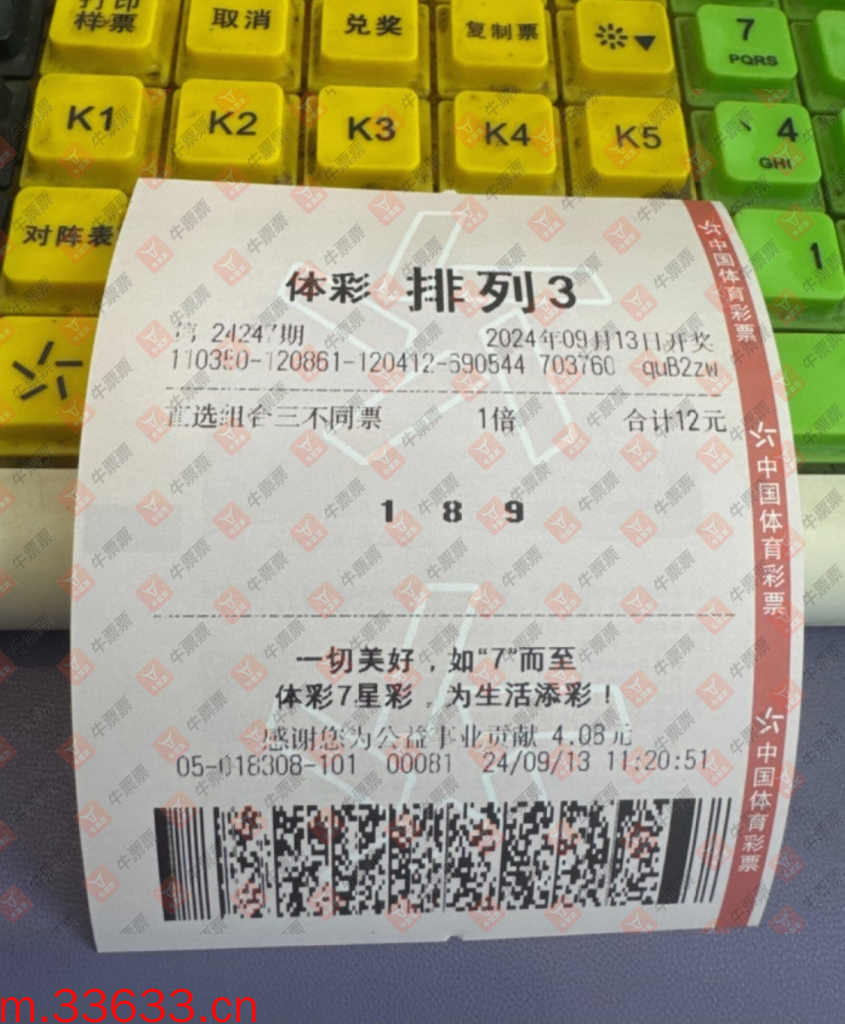 打印
样票
取消
兑奖
复制票
7
PQRS
K1
K2
K3
K4
K5
4
GHI
对阵表
1
体彩 排列3
第 24247期 2024年09月13日开奖
110350-120861-120412-690544 703760 quB2zw
直选组合三不同票 1倍 合计12元
1 8 9
一切美好，如“7”而至
体彩7星彩，为生活添彩！
感谢您为公益事业贡献 4.08元
05-018308-101 00081 24/09/13 11:20:51
中国体育彩票
中国体育彩票
中国体育彩票
牛票票
m.33633.cn